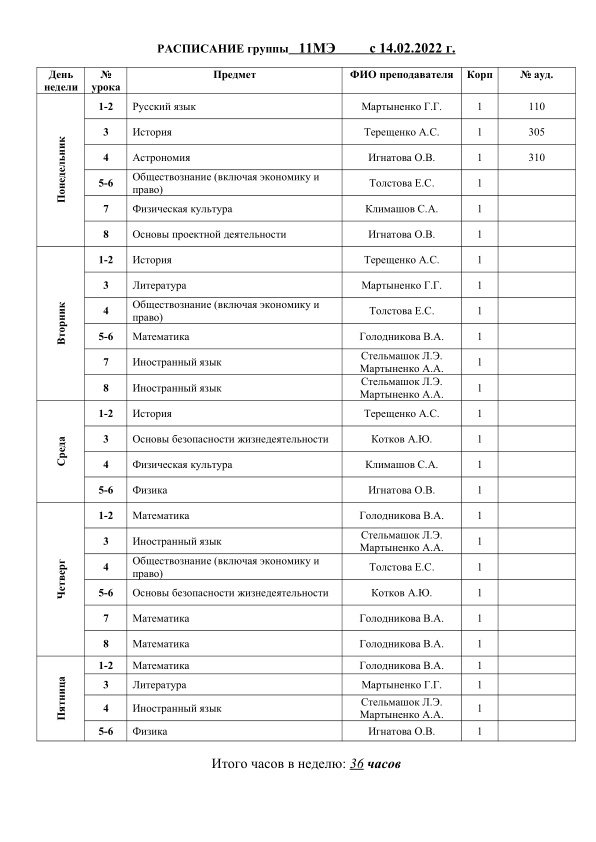 РАСПИСАНИЕ группы 11МЭ с 14.02.2022 г.
День недели № урока Предмет ФИО преподавателя Корп № ауд.
Понедельник
1-2 Русский язык Мартыненко Г.Г. 1 110
3 История Терещенко А.С. 1 305
4 Астрономия Игнатова О.В. 1 310
5-6 Обществознание (включая экономику и право) Толстова Е.С. 1
7 Физическая культура Климашов С.А. 1
8 Основы проектной деятельности Игнатова О.В. 1
Вторник
1-2 История Терещенко А.С. 1
3 Литература Мартыненко Г.Г. 1
4 Обществознание (включая экономику и право) Толстова Е.С. 1
5-6 Математика Голодникова В.А. 1
7 Иностранный язык Стельмашок Л.Э. Мартыненко А.А. 1
8 Иностранный язык Стельмашок Л.Э. Мартыненко А.А. 1
Среда
1-2 История Терещенко А.С. 1
3 Основы безопасности жизнедеятельности Котков А.Ю. 1
4 Физическая культура Климашов С.А. 1
5-6 Физика Игнатова О.В. 1
Четверг
1-2 Математика Голодникова В.А. 1
3 Иностранный язык Стельмашок Л.Э. Мартыненко А.А. 1
4 Обществознание (включая экономику и право) Толстова Е.С. 1
5-6 Основы безопасности жизнедеятельности Котков А.Ю. 1
7 Математика Голодникова В.А. 1
8 Математика Голодникова В.А. 1
Пятница
1-2 Математика Голодникова В.А. 1
3 Литература Мартыненко Г.Г. 1
4 Иностранный язык Стельмашок Л.Э. Мартыненко А.А. 1
5-6 Физика Игнатова О.В. 1
Итого часов в неделю: 36 часов